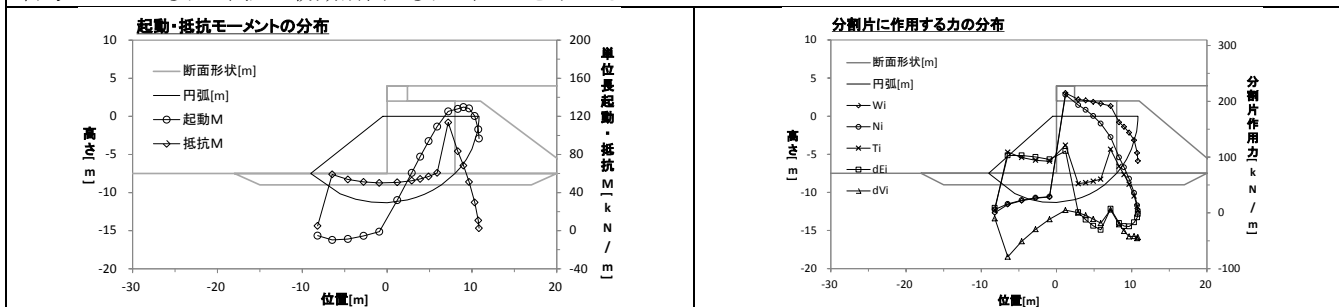 起動・抵抗モーメントの分布
断面形状[m]
円弧[m]
起動M
抵抗M
10
5
0
-5
-10
-15
-20
高さ[m]
200
160
120
80
40
0
-40
単位長起動・抵抗M[kN/m]
-30
-20
-10
0
10
20
位置[m]
分割片に作用する力の分布
断面形状[m]
円弧[m]
Wi
Ni
Ti
dEi
dVi
10
5
0
-5
-10
-15
-20
高さ[m]
300
200
100
0
-100
分割片作用力[kN/m]
-30
-20
-10
0
10
20
位置[m]